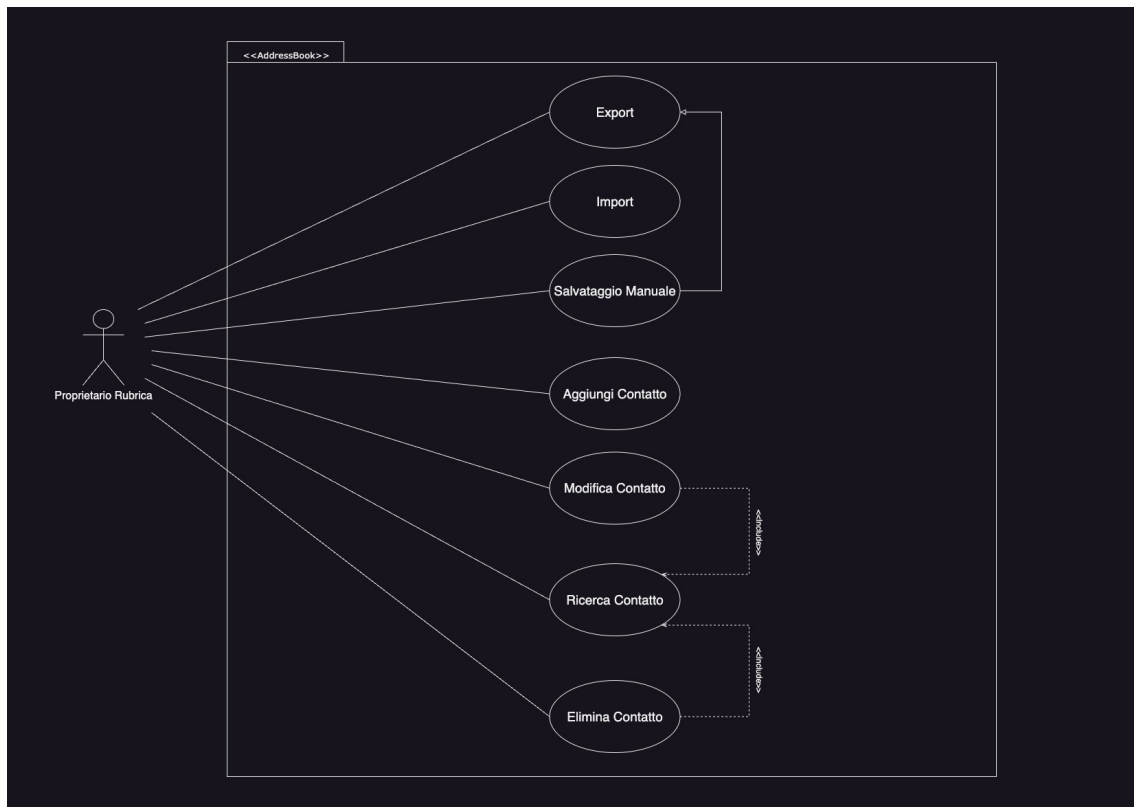 <<AddressBook>>
Export
Import
Salvataggio Manuale
Aggiungi Contatto
Proprietario Rubrica
Modifica Contatto
<<Include>>
Ricerca Contatto
<<Include>>
Elimina Contatto